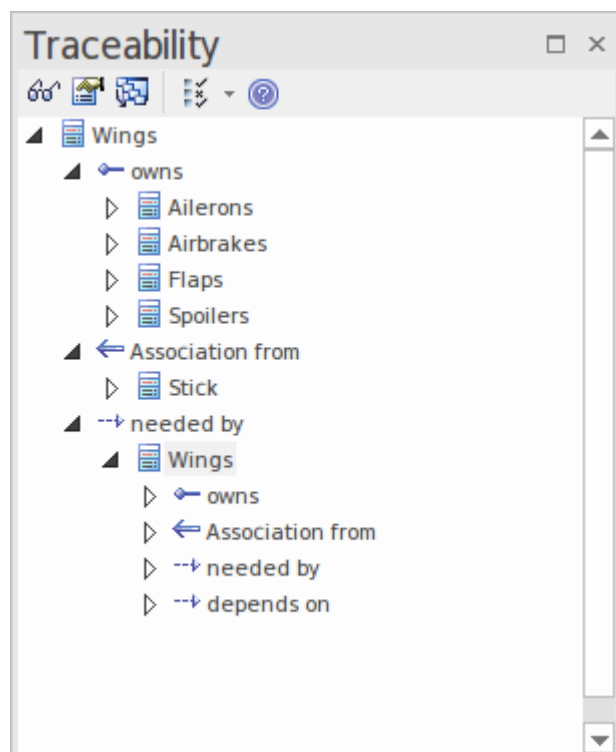 Traceability
Wings
owns
Ailerons
Airbrakes
Flaps
Spoilers
Association from
Stick
needed by
Wings
owns
Association from
needed by
depends on